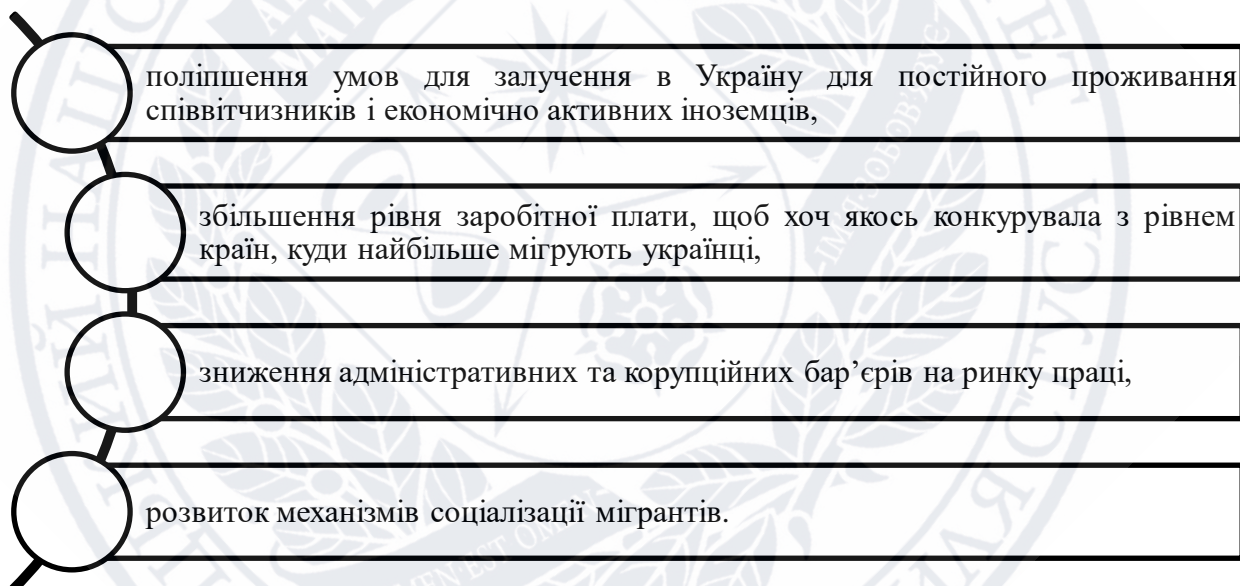 поліпшення умов для залучення в Україну для постійного проживання
співвітчизників і економічно активних іноземців,
збільшення рівня заробітної плати, щоб хоч якось конкурувала з рівнем
країн, куди найбільше мігрують українці,
зниження адміністративних та корупційних бар’єрів на ринку праці,
розвиток механізмів соціалізації мігрантів.